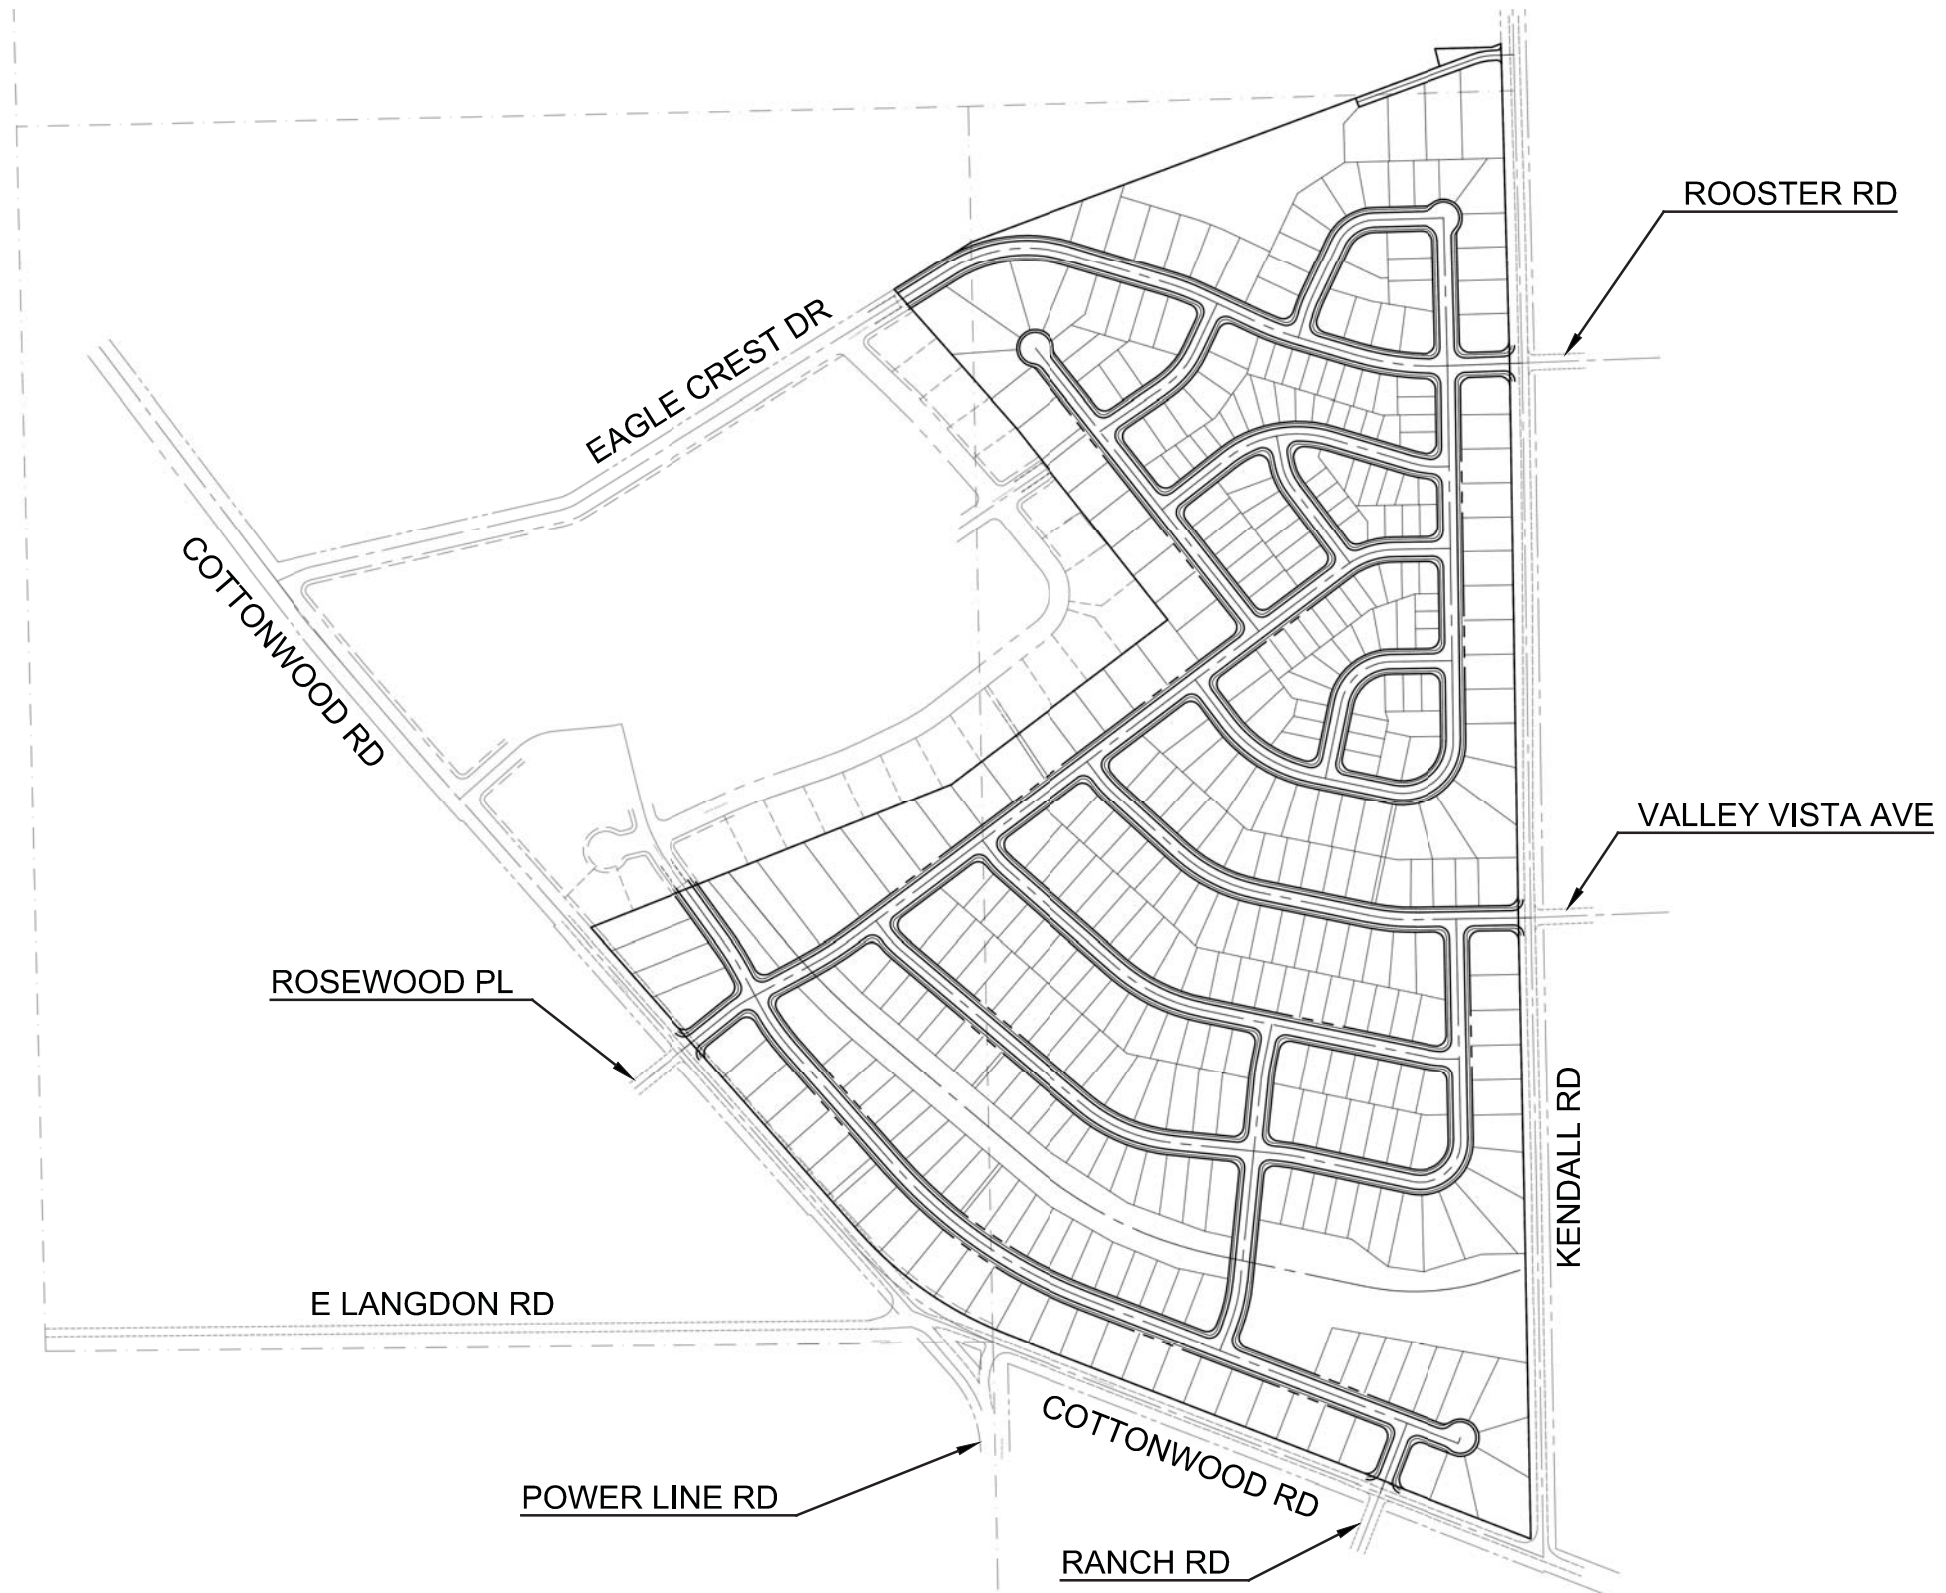 ROOSTER RD
EAGLE CREST DR
COTTONWOOD RD
VALLEY VISTA AVE
ROSEWOOD PL
KENDALL RD
E LANGDON RD
COTTONWOOD RD
POWER LINE RD
RANCH RD